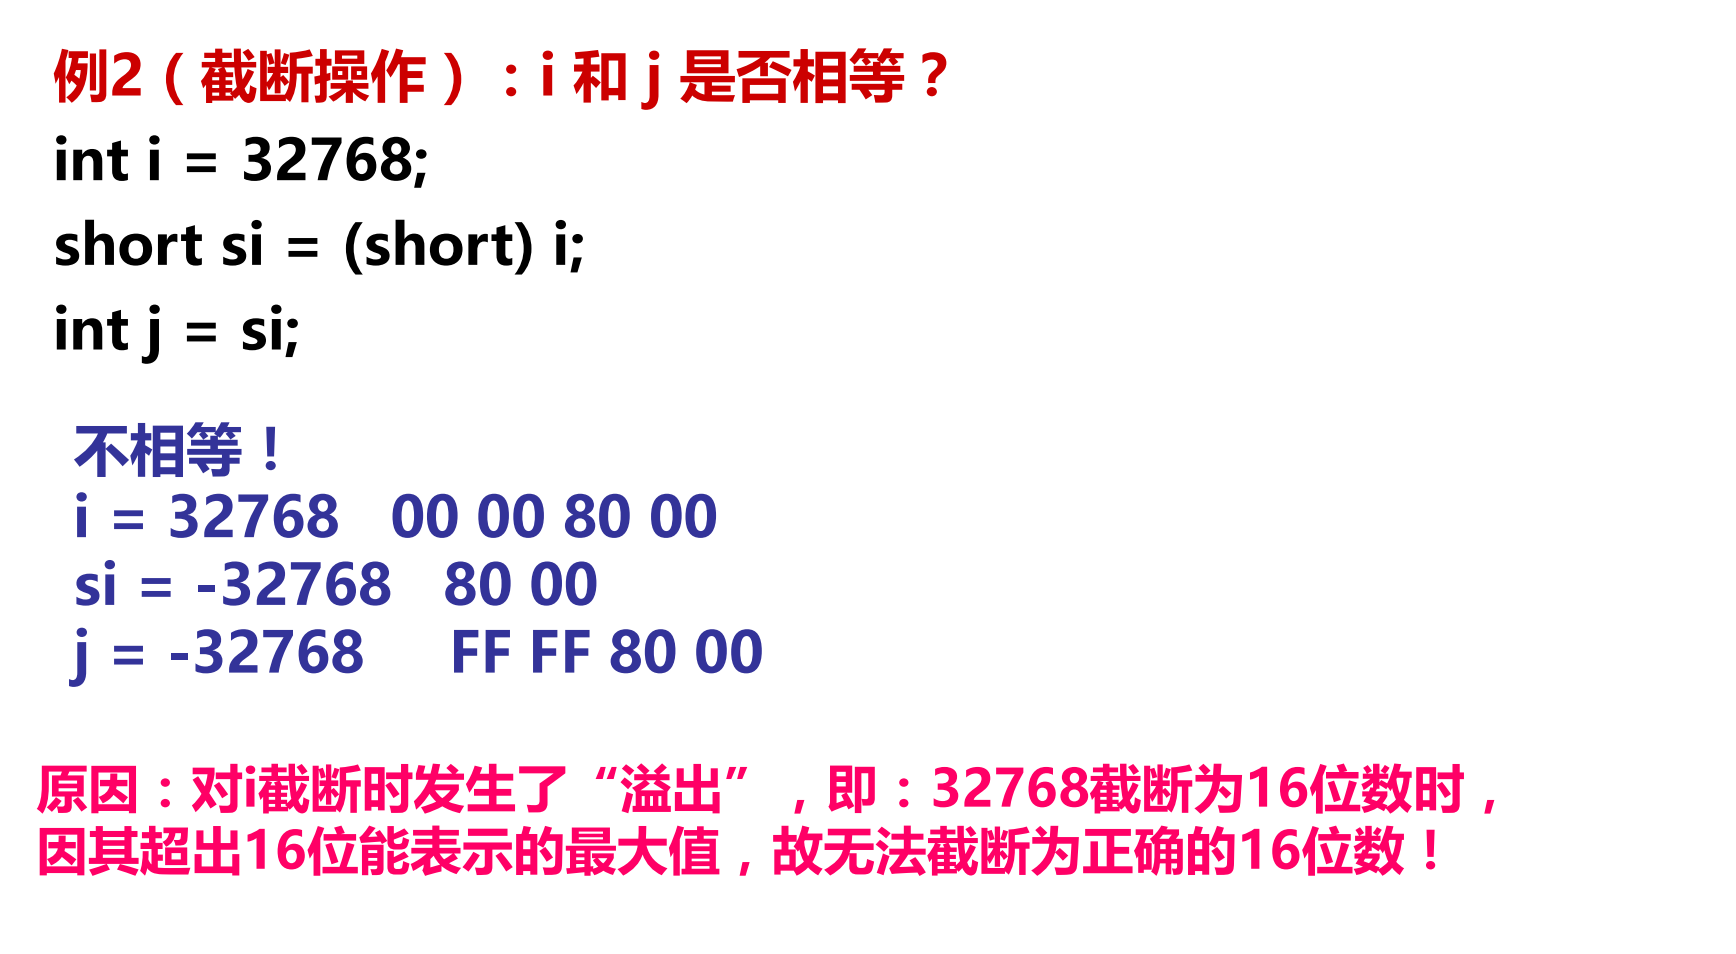 例2（截断操作）：i 和 j 是否相等？
int i = 32768;
short si = (short) i;
int j = si;
不相等！
i = 32768 00 00 80 00
si = -32768 80 00
j = -32768 FF FF 80 00
原因：对i截断时发生了“溢出”，即：32768截断为16位数时，
因其超出16位能表示的最大值，故无法截断为正确的16位数！